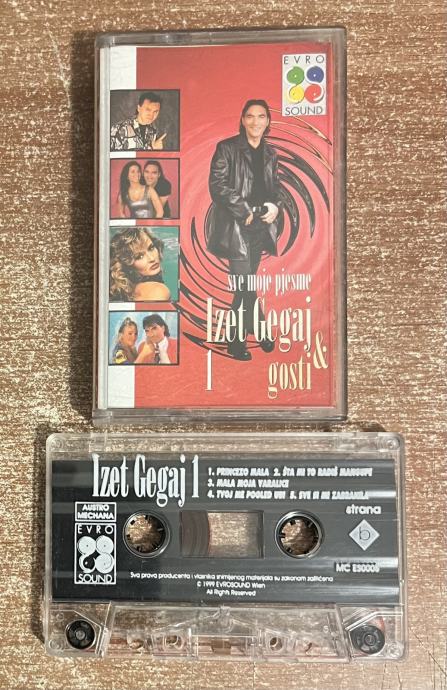 EVRO
SOUND
sve moje pjesme
Izet Gegaj
1
&
gosti
Izet Gegaj 1
1. PRINCEZO MALA 2. ŠTA MI TO RADIŠ MANGUPE
3. MALA MOJA VARALICE
4. TVOJ ME POGLED UBI 5. SVE SI MI ZABRANILA
AUSTRO
MECHANA
EVRO
SOUND
strana
b
Sva prava producenta i vlasnika snimljenog materijala su zakonom zaštićena
© 1999 EVROSOUND Wien
All Rights Reserved